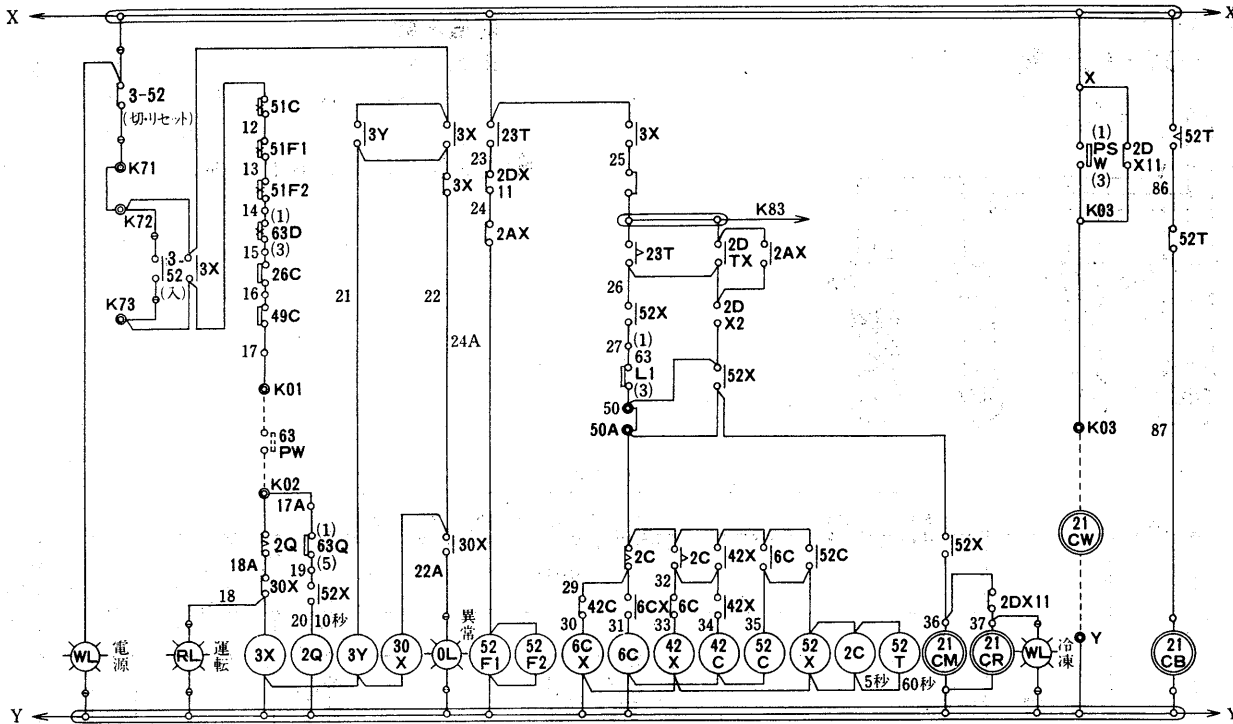 X
X
3-52
(切・リセット)
K71
K72
3-
52
(入)
3X
K73
51C
12
51F1
13
51F2
14
(1)
63D
(3)
15
26C
16
49C
17
K01
63
PW
K02
17A
2Q
18A
30X
18
(1)
63Q
(5)
19
52X
20
10秒
3Y
21
3X
3X
22
30X
22A
23T
23
2DX
11
24
2AX
24A
3X
25
K83
23T
26
52X
27
(1)
63
L1
(3)
50
50A
2D
TX
2AX
2D
X2
52X
2C
29
42C
30
6CX
31
2C
32
6C
33
42X
42X
34
6C
35
52C
52X
36
2DX11
37
X
(1)
PS
W
(3)
2D
X11
K03
K03
Y
52T
86
52T
87
WL
電源
RL
運転
3X
2Q
3Y
30
X
OL
異常
52
F1
52
F2
6C
X
6C
42
X
42
C
52
C
52
X
2C
5秒
52
T
60秒
21
CM
21
CR
WL
冷凍
21
CW
21
CB
Y
Y